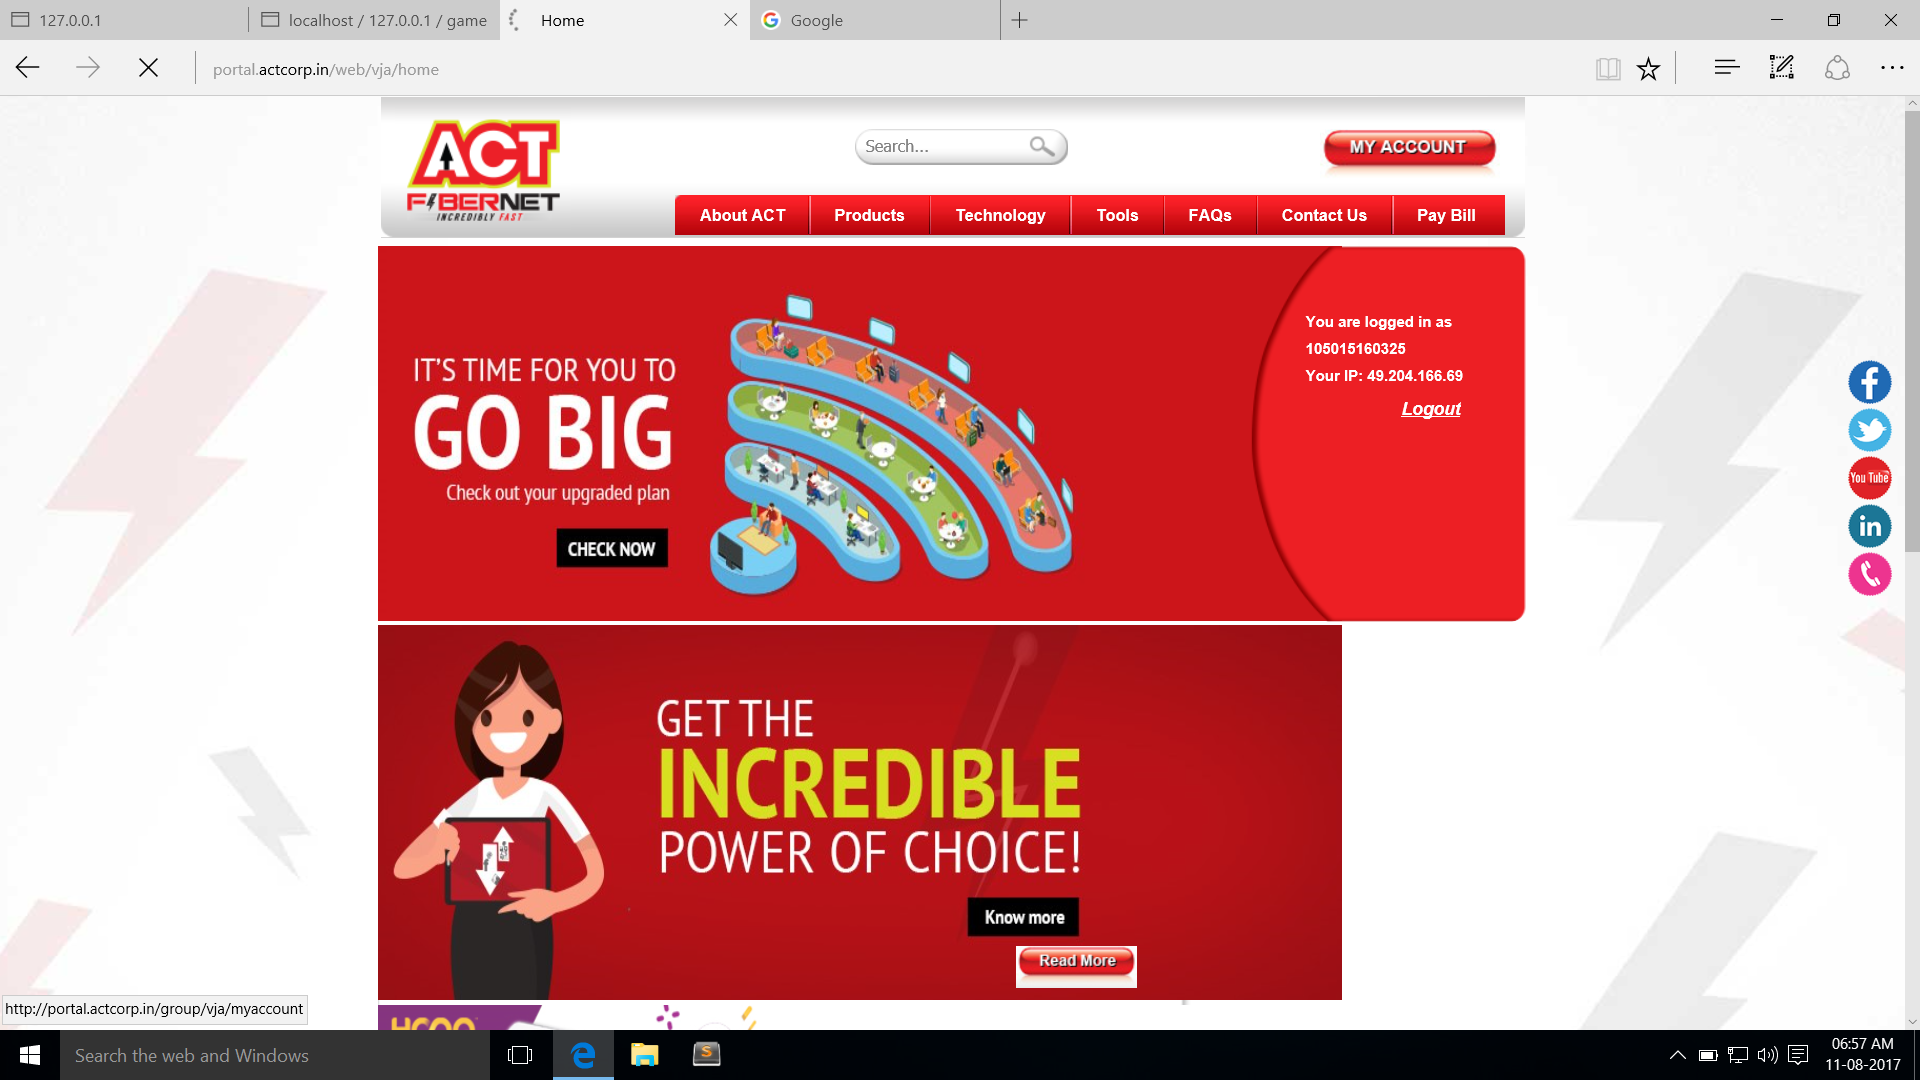 127.0.0.1
localhost / 127.0.0.1 / game
Home
Google
portal.actcorp.in/web/vja/home
ACT
FIBERNET
INCREDIBLY FAST
Search...
MY ACCOUNT
About ACT
Products
Technology
Tools
FAQs
Contact Us
Pay Bill
IT'S TIME FOR YOU TO
GO BIG
Check out your upgraded plan
CHECK NOW
You are logged in as
105015160325
Your IP: 49.204.166.69
Logout
You Tube
in
GET THE
INCREDIBLE
POWER OF CHOICE!
Know more
Read More
http://portal.actcorp.in/group/vja/myaccount
Search the web and Windows
06:57 AM
11-08-2017